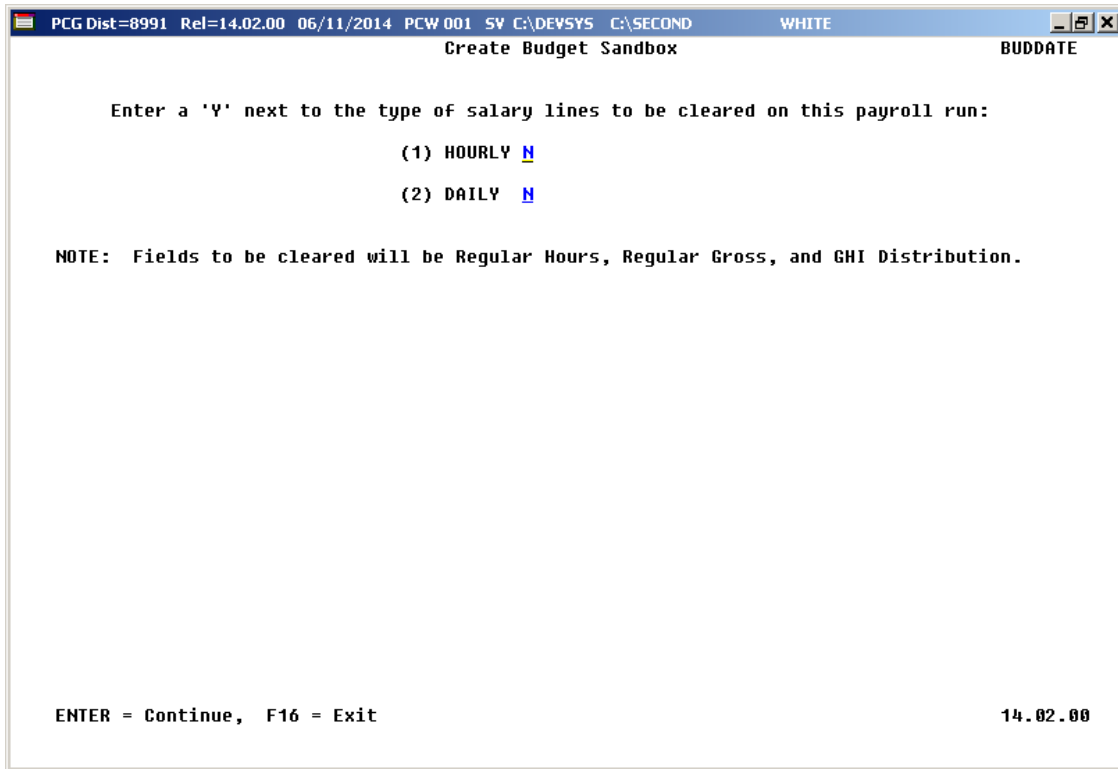 PCG Dist=8991 Rel=14.02.00 06/11/2014 PCW 001 SV C:\DEVSYS C:\SECOND WHITE
Create Budget Sandbox BUDDATE
Enter a 'Y' next to the type of salary lines to be cleared on this payroll run:
(1) HOURLY N
(2) DAILY N
NOTE: Fields to be cleared will be Regular Hours, Regular Gross, and GHI Distribution.
ENTER = Continue, F16 = Exit 14.02.00